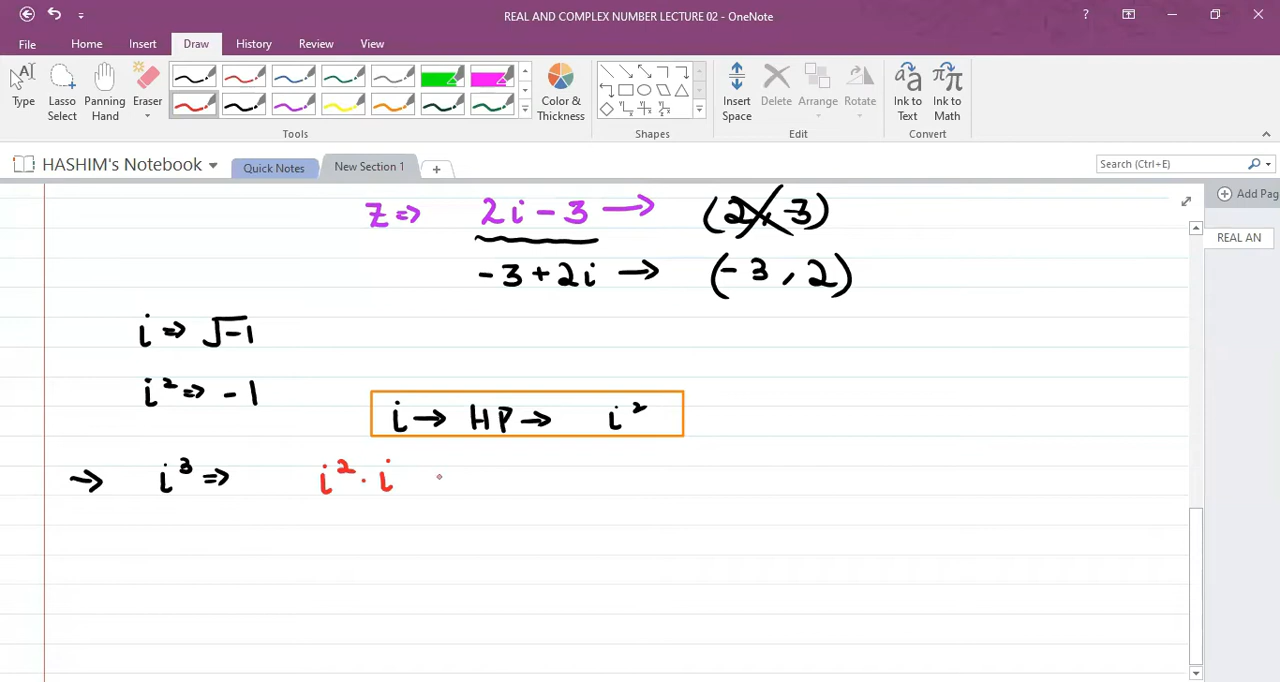 REAL AND COMPLEX NUMBER LECTURE 02 - OneNote
File Home Insert Draw History Review View
Type Lasso Select Panning Hand Eraser Color & Thickness Insert Space Delete Arrange Rotate Ink to Text Ink to Math
Tools Shapes Edit Convert
HASHIM's Notebook Quick Notes New Section 1 Search (Ctrl+E)
Add Pag
REAL AN
z ⇒ 2i - 3 → (2, -3)
-3 + 2i → (-3, 2)
i ⇒ √-1
i² ⇒ -1
i → HP → i²
→ i³ ⇒ i² · i